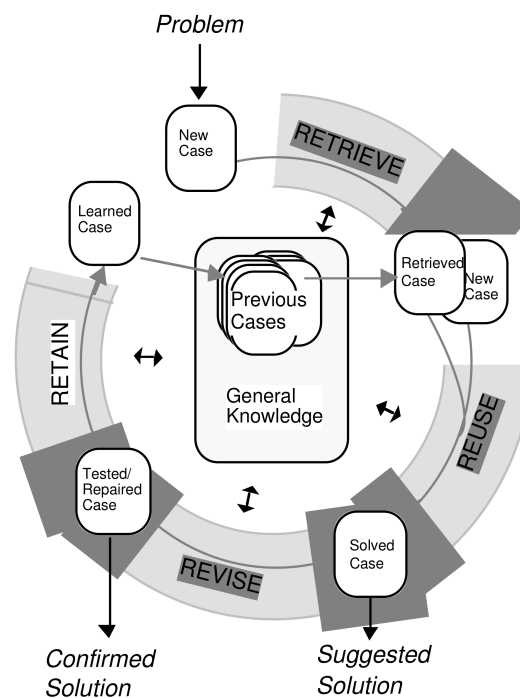 Problem
New
Case
RETRIEVE
Learned
Case
Retrieved
Case
New
Case
Previous
Cases
General
Knowledge
RETAIN
REUSE
Tested/
Repaired
Case
Solved
Case
REVISE
Confirmed
Solution
Suggested
Solution